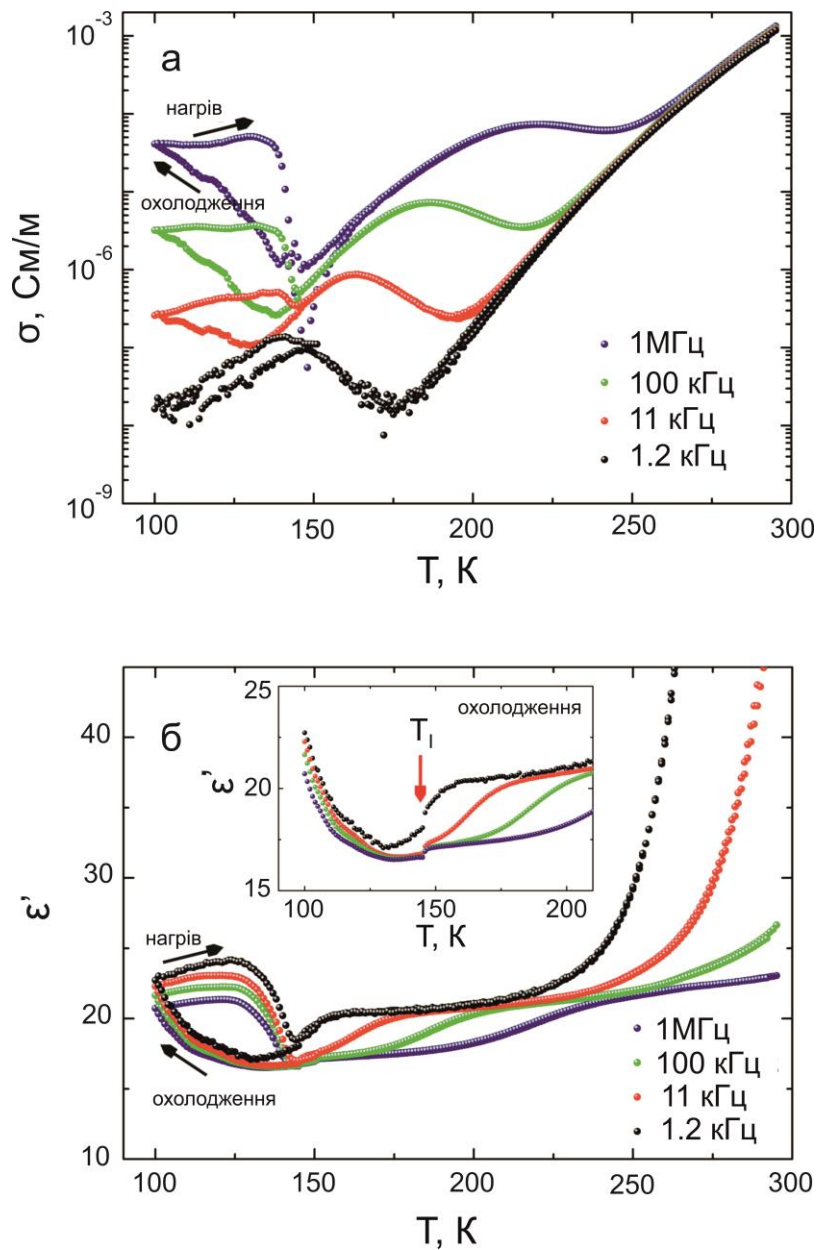 10⁻³
а
нагрів
охолодження
10⁻⁶
σ, См/м
1МГц
100 кГц
11 кГц
1.2 кГц
10⁻⁹
100 150 200 250 300
T, K
б
25
охолодження
T_I
ε'
20
15
100 150 200
T, K
40
30
ε'
нагрів
20
охолодження
1МГц
100 кГц
11 кГц
1.2 кГц
10
100 150 200 250 300
T, K